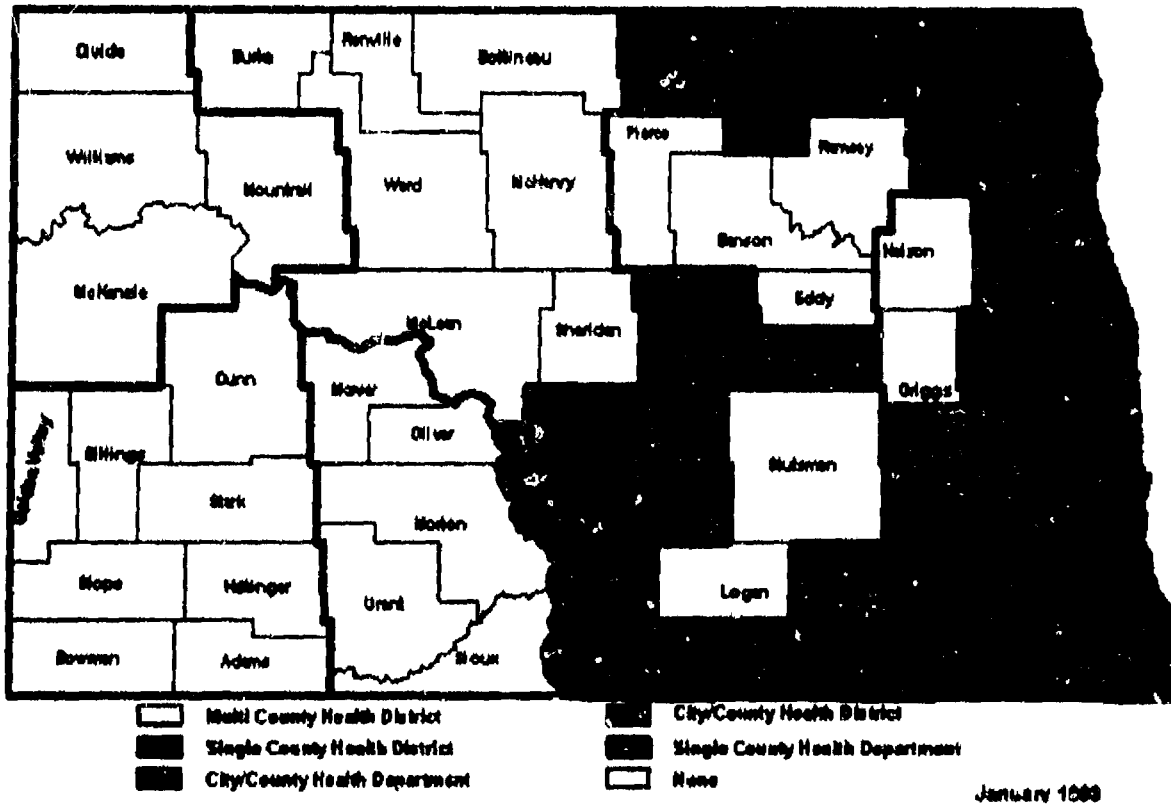 Divide
Burke
Renville
Bottineau
Pierce
Ramsey
Williams
Mountrail
Ward
McHenry
Benson
Nelson
McKenzie
Eddy
McLean
Sheridan
Dunn
Mercer
Griggs
Oliver
Golden Valley
Billings
Stutsman
Stark
Morton
Slope
Hettinger
Grant
Logan
Bowman
Adams
Sioux
Multi County Health District
City/County Health District
Single County Health District
Single County Health Department
City/County Health Department
None